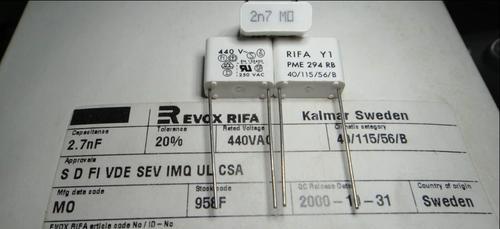 2n7 MO
440 V~
250 VAC
RIFA Y1
PME 294 RB
40/115/56/B
EVOX RIFA
Kalmar Sweden
Capacitance
Tolerance
Rated Voltage
Climatic category
2.7nF
20%
440VAC
40/115/56/B
Approvals
S D FI VDE SEV IMQ UL CSA
Mfg date code
Stock code
QC Release Date
Country of origin
MO
958F
2000-10-31
Sweden
EVOX RIFA article code No / ID - No